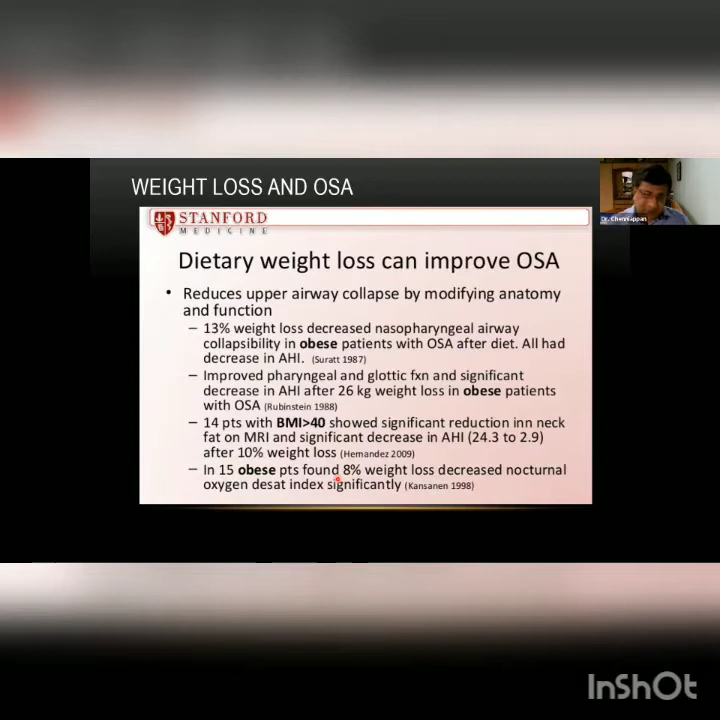 WEIGHT LOSS AND OSA
Dr. Chennappan
STANFORD
MEDICINE
Dietary weight loss can improve OSA
• Reduces upper airway collapse by modifying anatomy
and function
– 13% weight loss decreased nasopharyngeal airway
collapsibility in obese patients with OSA after diet. All had
decrease in AHI. (Suratt 1987)
– Improved pharyngeal and glottic fxn and significant
decrease in AHI after 26 kg weight loss in obese patients
with OSA (Rubinstein 1988)
– 14 pts with BMI>40 showed significant reduction inn neck
fat on MRI and significant decrease in AHI (24.3 to 2.9)
after 10% weight loss (Hernandez 2009)
– In 15 obese pts found 8% weight loss decreased nocturnal
oxygen desat index significantly (Kansanen 1998)
InShOt